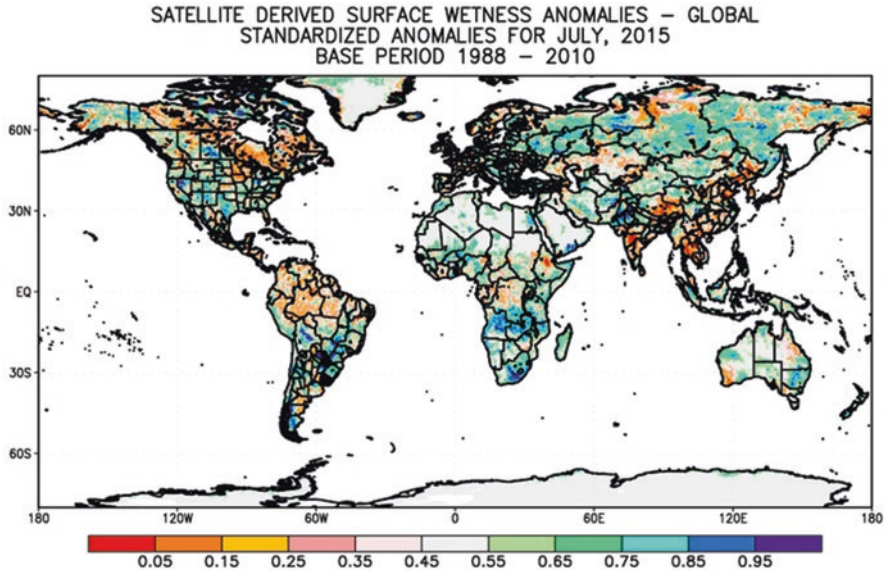 SATELLITE DERIVED SURFACE WETNESS ANOMALIES – GLOBAL
STANDARDIZED ANOMALIES FOR JULY, 2015
BASE PERIOD 1988 – 2010
60N
30N
EQ
30S
60S
180 120W 60W 0 60E 120E 180
0.05 0.15 0.25 0.35 0.45 0.55 0.65 0.75 0.85 0.95